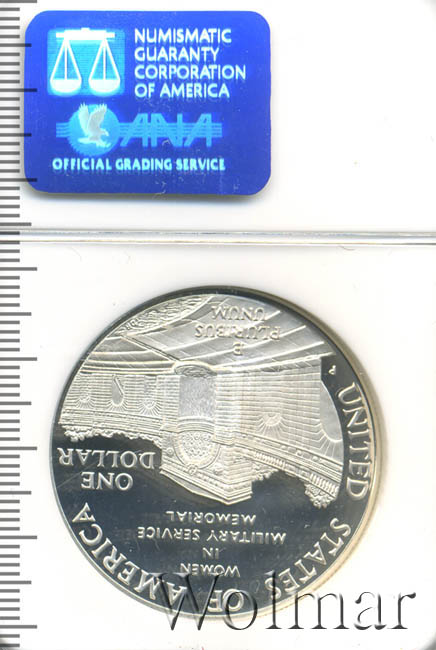 NUMISMATIC
GUARANTY
CORPORATION
OF AMERICA
ANA
OFFICIAL GRADING SERVICE
UNITED STATES OF AMERICA
WOMEN
IN
MILITARY SERVICE
MEMORIAL
ONE
DOLLAR
E
PLURIBUS
UNUM
P
Wolmar